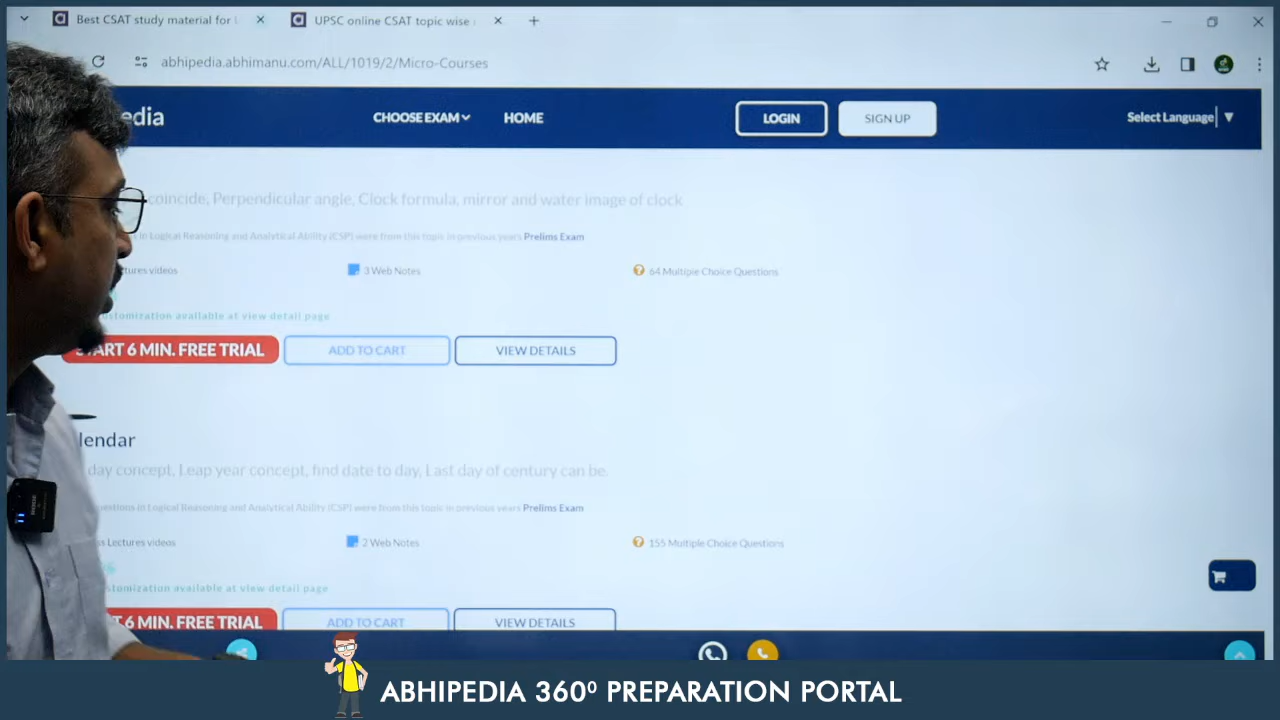 Best CSAT study material for
UPSC online CSAT topic wise
abhipedia.abhimanu.com/ALL/1019/2/Micro-Courses
pedia
CHOOSE EXAM
HOME
LOGIN
SIGN UP
Select Language ▼
coincide, Perpendicular angle, Clock formula, mirror and water image of clock
in Logical Reasoning and Analytical Ability (CSP) were from this topic in previous years Prelims Exam
ctures videos
3 Web Notes
64 Multiple Choice Questions
ustomization available at view detail page
START 6 MIN. FREE TRIAL
ADD TO CART
VIEW DETAILS
lendar
day concept, Leap year concept, find date to day, Last day of century can be.
uestions in Logical Reasoning and Analytical Ability (CSP) were from this topic in previous years Prelims Exam
ss Lectures videos
2 Web Notes
155 Multiple Choice Questions
stomization available at view detail page
T 6 MIN. FREE TRIAL
ADD TO CART
VIEW DETAILS
ABHIPEDIA 360⁰ PREPARATION PORTAL